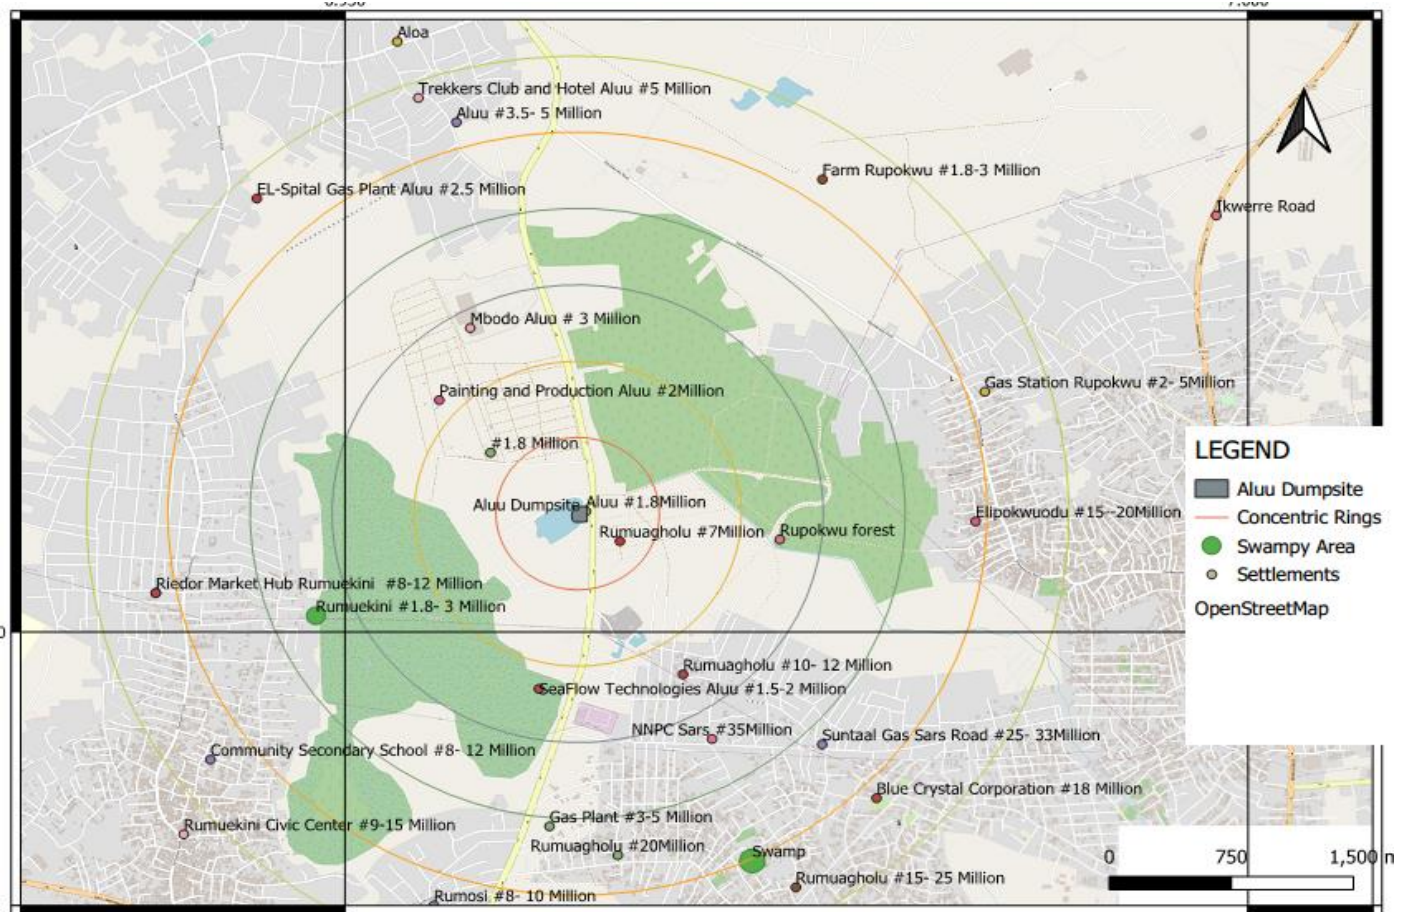 6.950
7.000
Aloa
Trekkers Club and Hotel Aluu #5 Million
Aluu #3.5- 5 Million
Farm Rupokwu #1.8-3 Million
EL-Spital Gas Plant Aluu #2.5 Million
Ikwerre Road
Mbodo Aluu # 3 Million
Gas Station Rupokwu #2- 5Million
Painting and Production Aluu #2Million
#1.8 Million
LEGEND
Aluu Dumpsite
Concentric Rings
Swampy Area
Settlements
OpenStreetMap
Aluu Dumpsite
Aluu #1.8Million
Elipokwuodu #15--20Million
Rumuagholu #7Million
Rupokwu forest
Riedor Market Hub Rumuekini #8-12 Million
Rumuekini #1.8- 3 Million
0
Rumuagholu #10- 12 Million
SeaFlow Technologies Aluu #1.5-2 Million
NNPC Sars #35Million
Suntaal Gas Sars Road #25- 33Million
Community Secondary School #8- 12 Million
Blue Crystal Corporation #18 Million
Gas Plant #3-5 Million
Rumuekini Civic Center #9-15 Million
Rumuagholu #20Million
Swamp
0 750 1,500 m
Rumuagholu #15- 25 Million
Rumosi #8- 10 Million